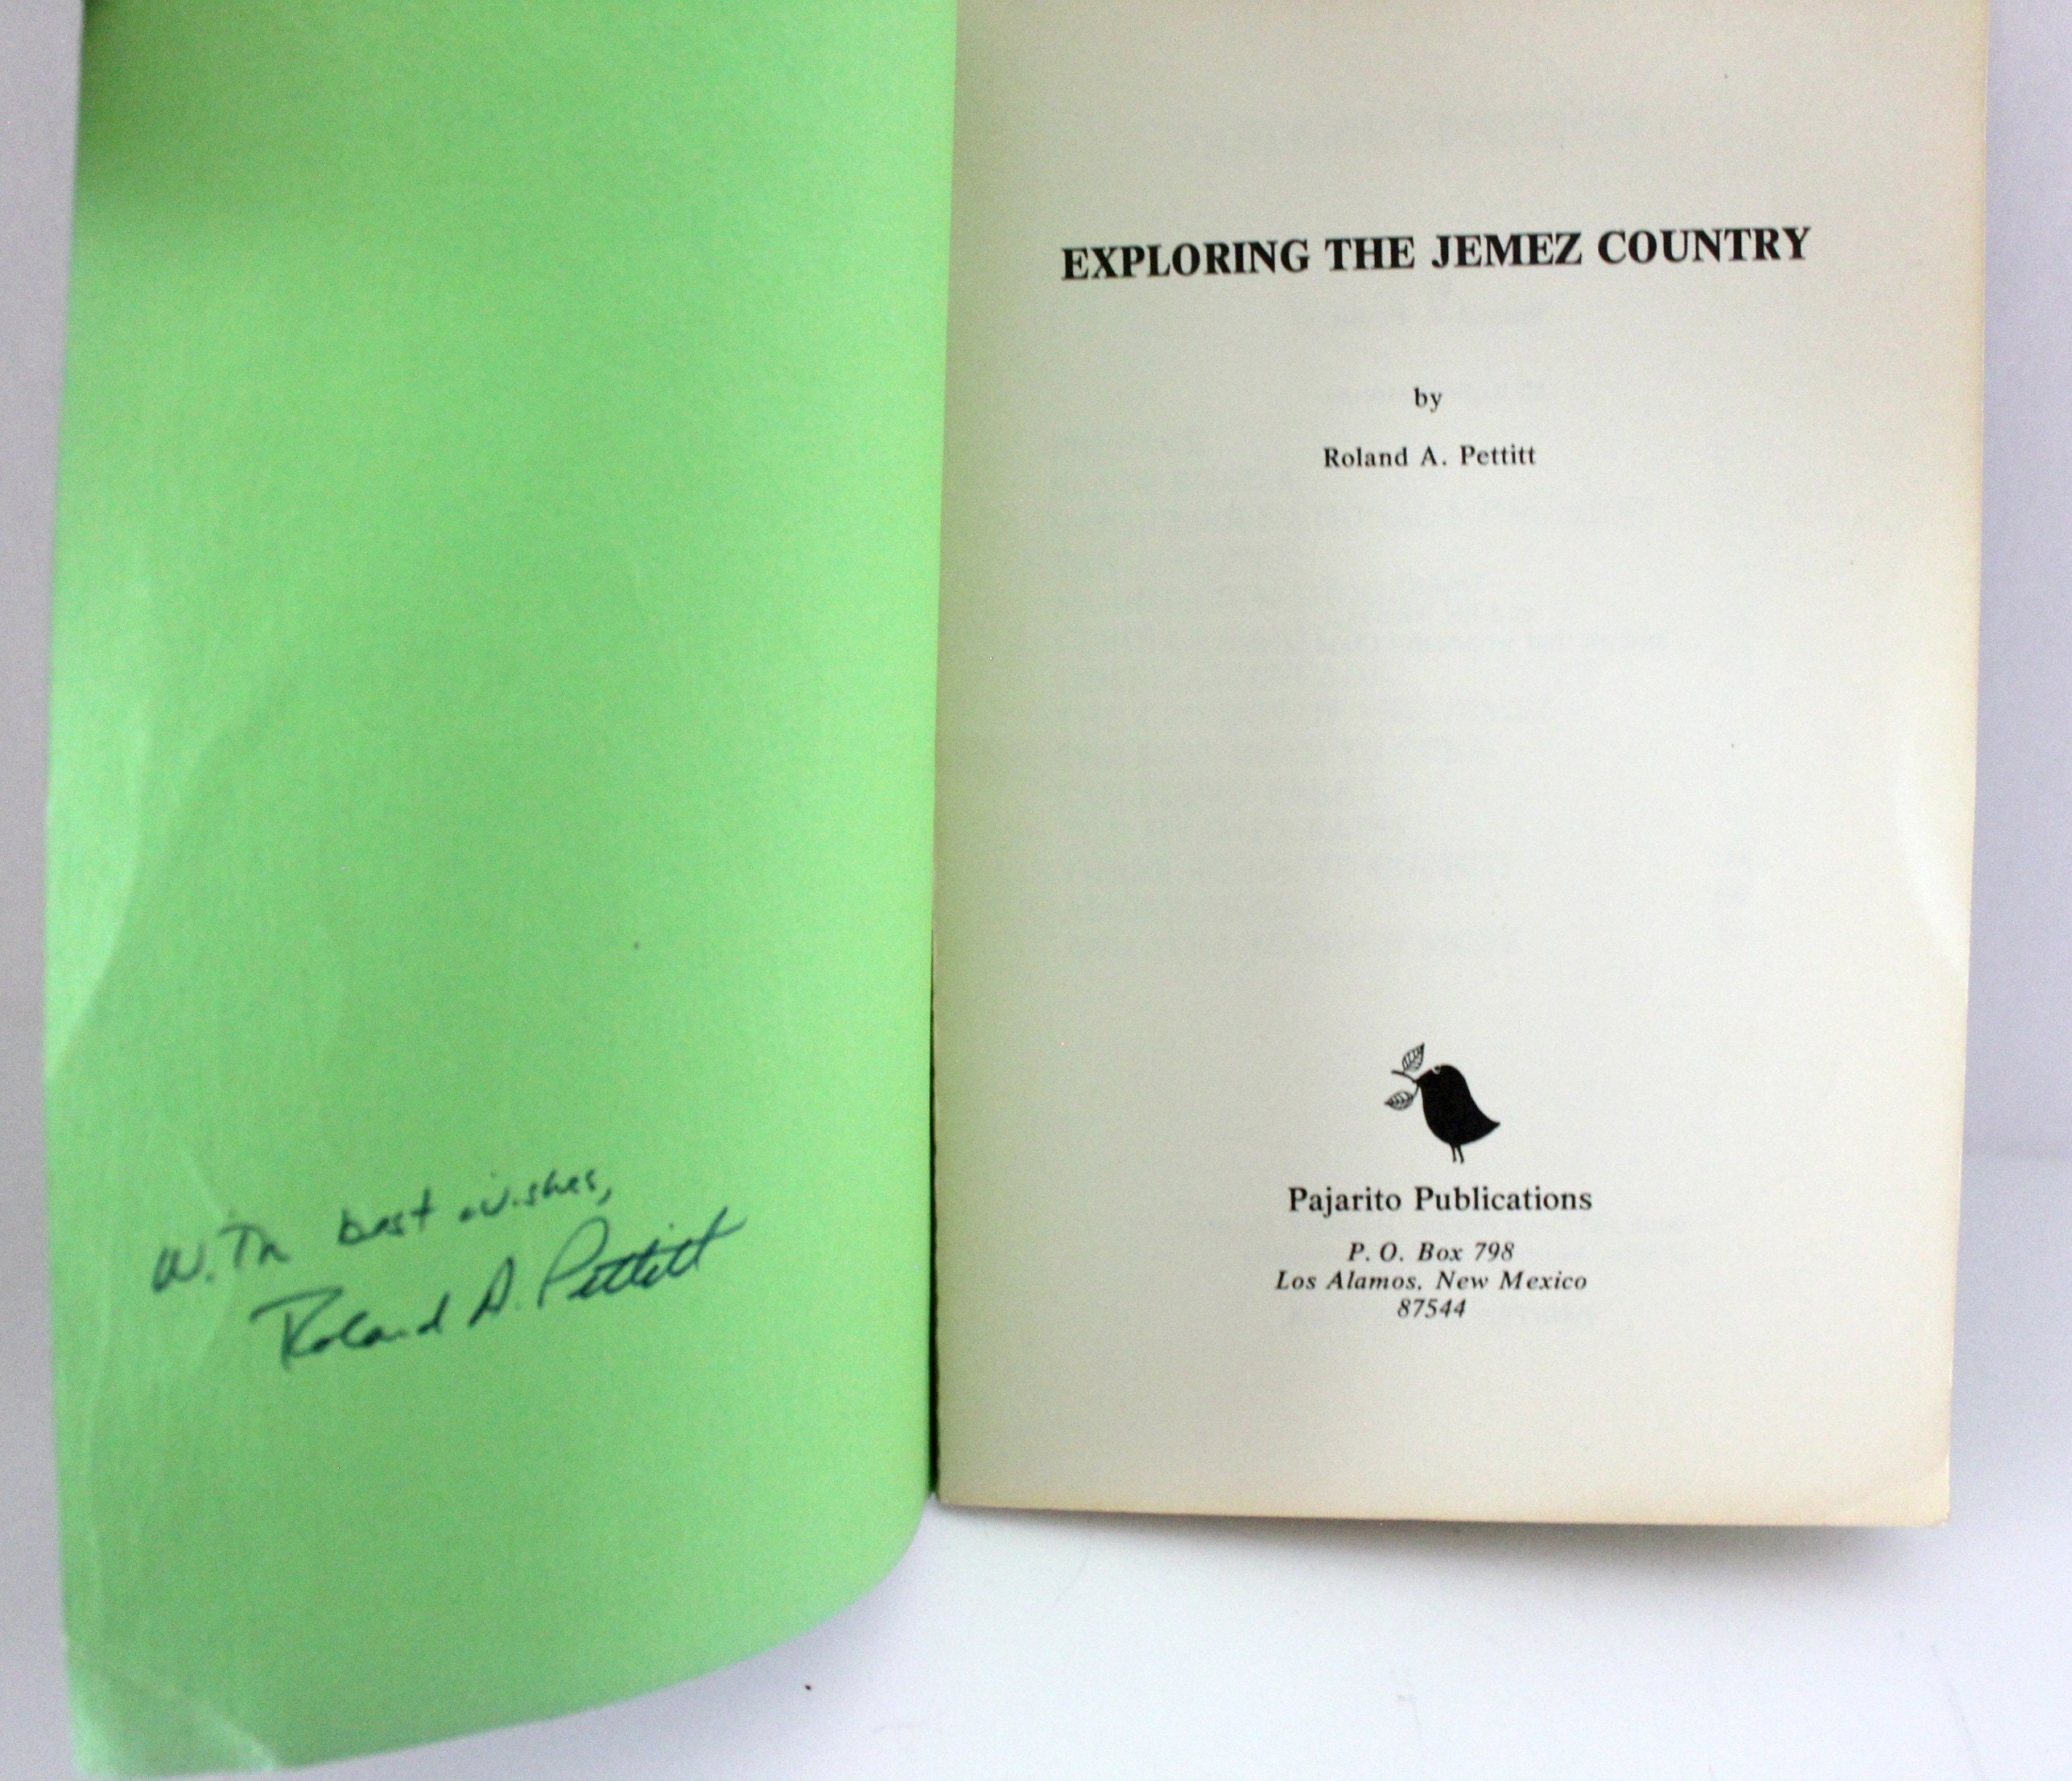 With best wishes,
Roland A. Pettitt
EXPLORING THE JEMEZ COUNTRY
by
Roland A. Pettitt
Pajarito Publications
P. O. Box 798
Los Alamos, New Mexico
87544